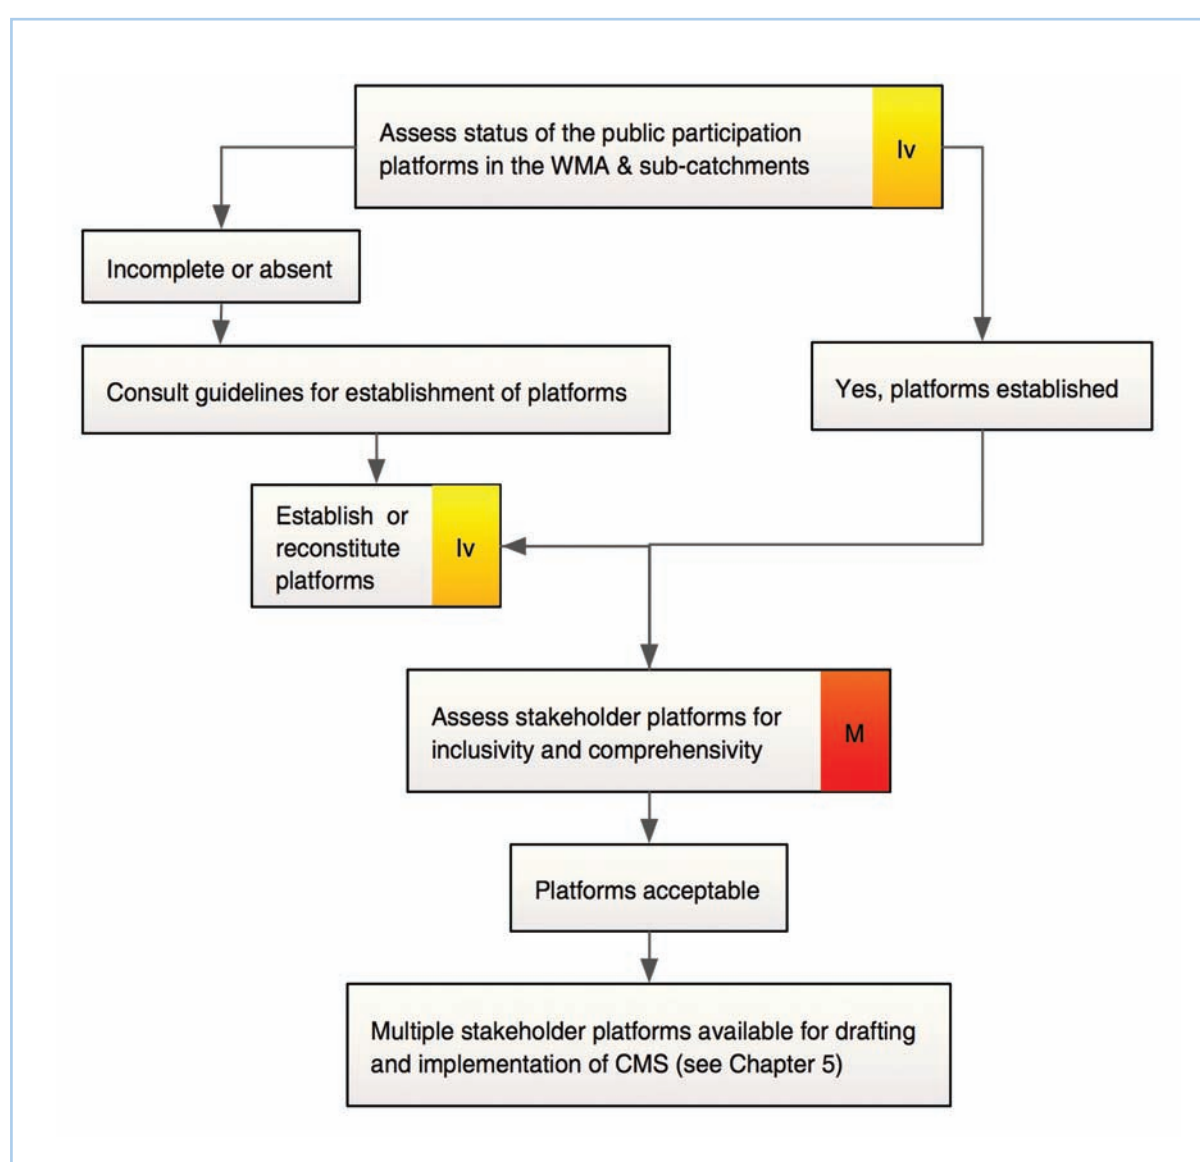 Assess status of the public participation
platforms in the WMA & sub-catchments
Iv
Incomplete or absent
Consult guidelines for establishment of platforms
Yes, platforms established
Establish or
reconstitute
platforms
Iv
Assess stakeholder platforms for
inclusivity and comprehensivity
M
Platforms acceptable
Multiple stakeholder platforms available for drafting
and implementation of CMS (see Chapter 5)